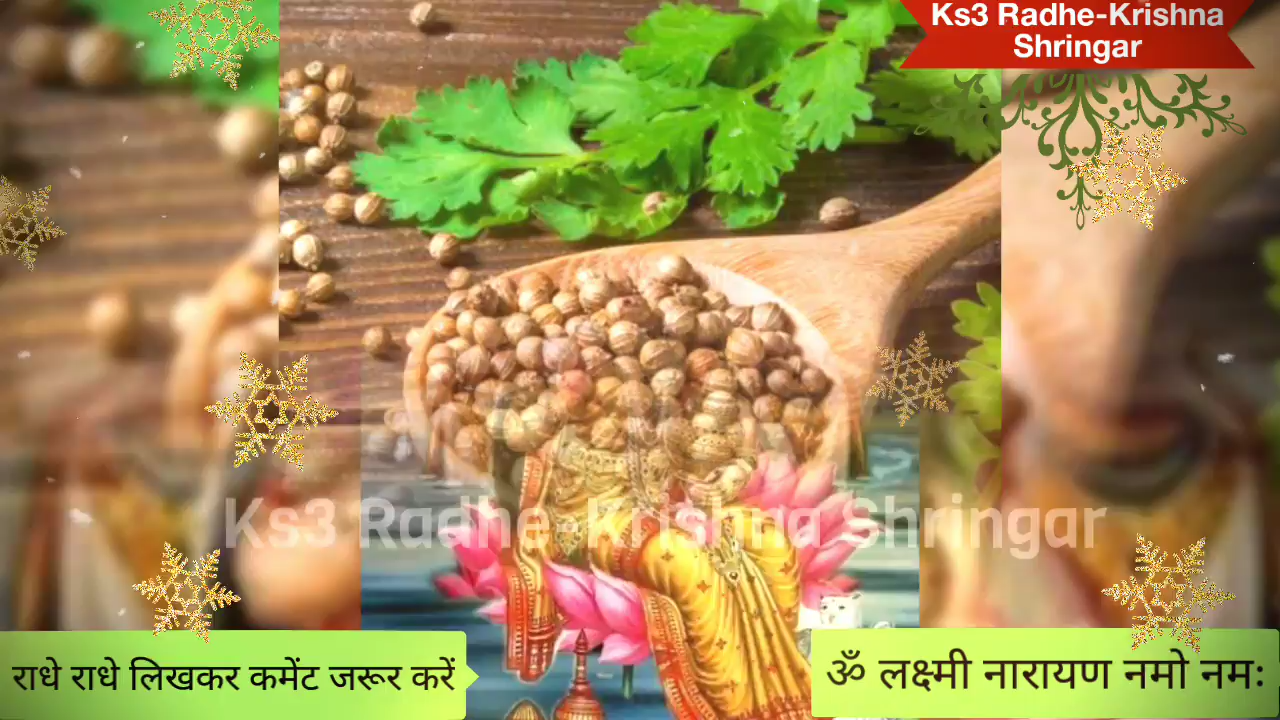 Ks3 Radhe-Krishna
Shringar
Ks3 Radhe-Krishna Shringar
राधे राधे लिखकर कमेंट जरूर करें
ॐ लक्ष्मी नारायण नमो नमः